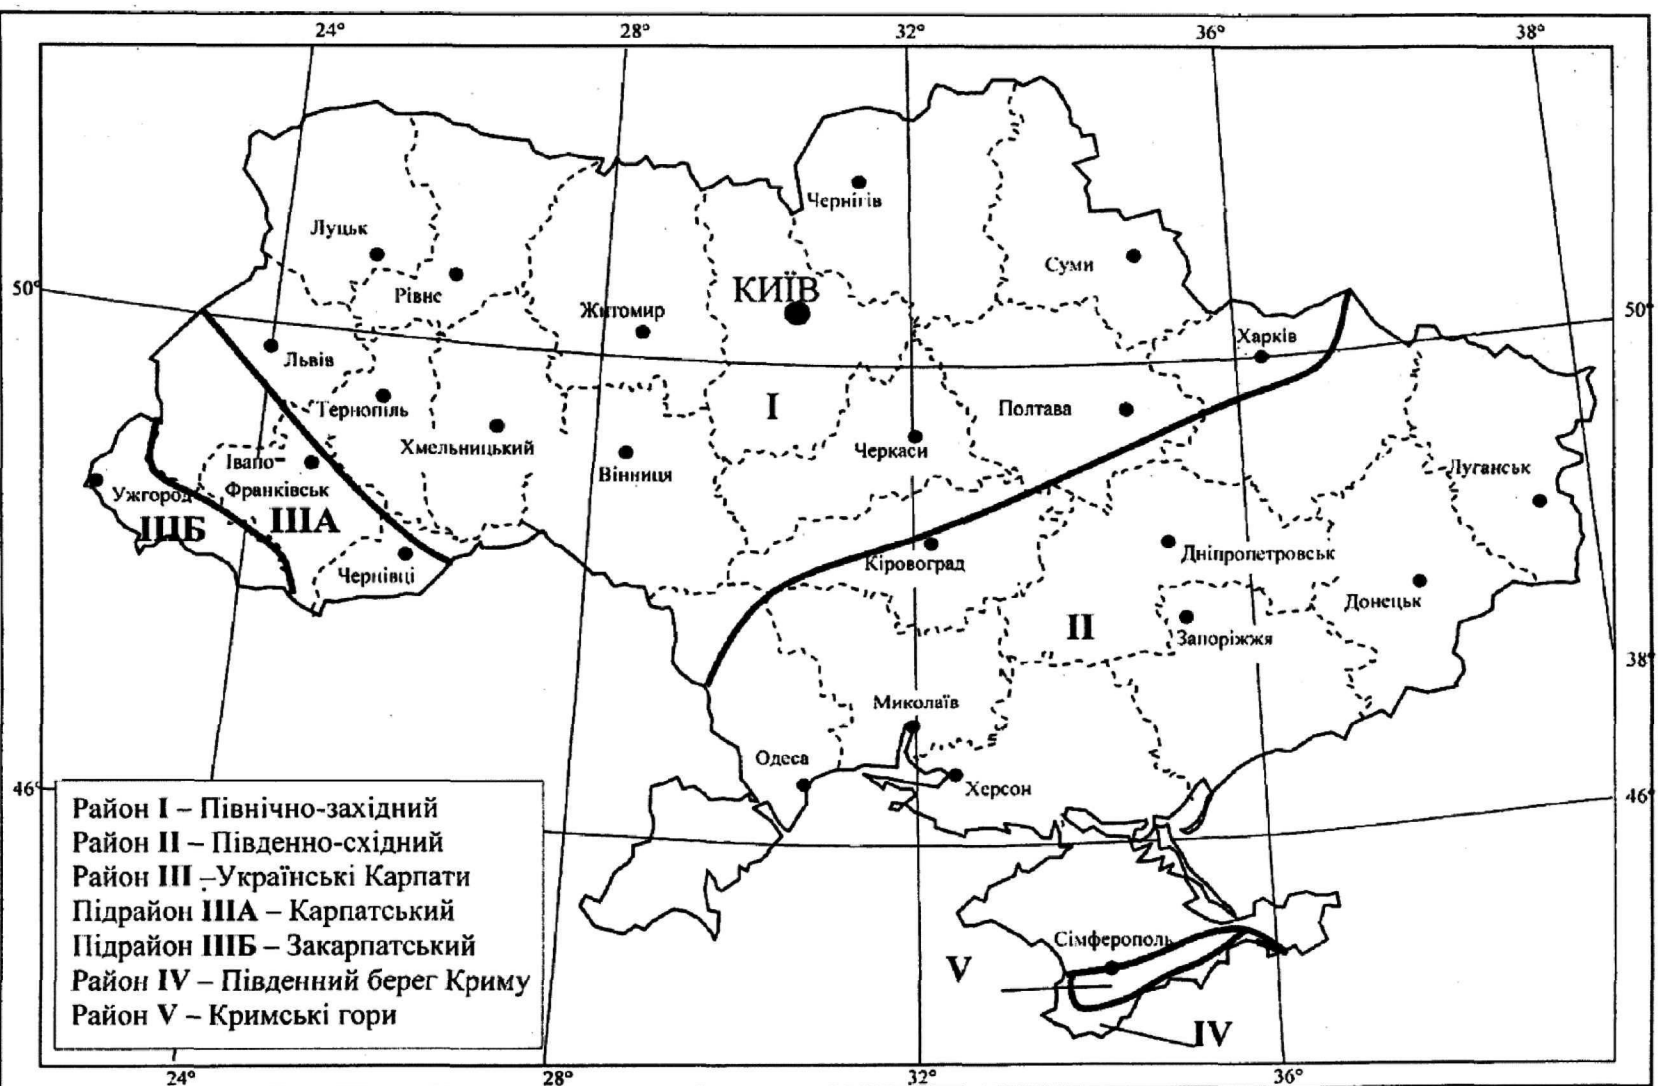 24°
28°
32°
36°
38°
Чернігів
Луцьк
Суми
50°
Рівне
КИЇВ
50°
Житомир
Харків
Львів
Тернопіль
I
Полтава
Хмельницький
Черкаси
Івано-
Вінниця
Луганськ
Ужгород
Франківськ
IIIБ
IIIА
Кіровоград
Дніпропетровськ
Чернівці
Донецьк
II
Запоріжжя
38°
Миколаїв
Одеса
46°
Херсон
46°
Район I – Північно-західний
Район II – Південно-східний
Район III –Українські Карпати
Підрайон IIIА – Карпатський
Підрайон IIIБ – Закарпатський
Район IV – Південний берег Криму
Район V – Кримські гори
Сімферополь
V
IV
24°
28°
32°
36°